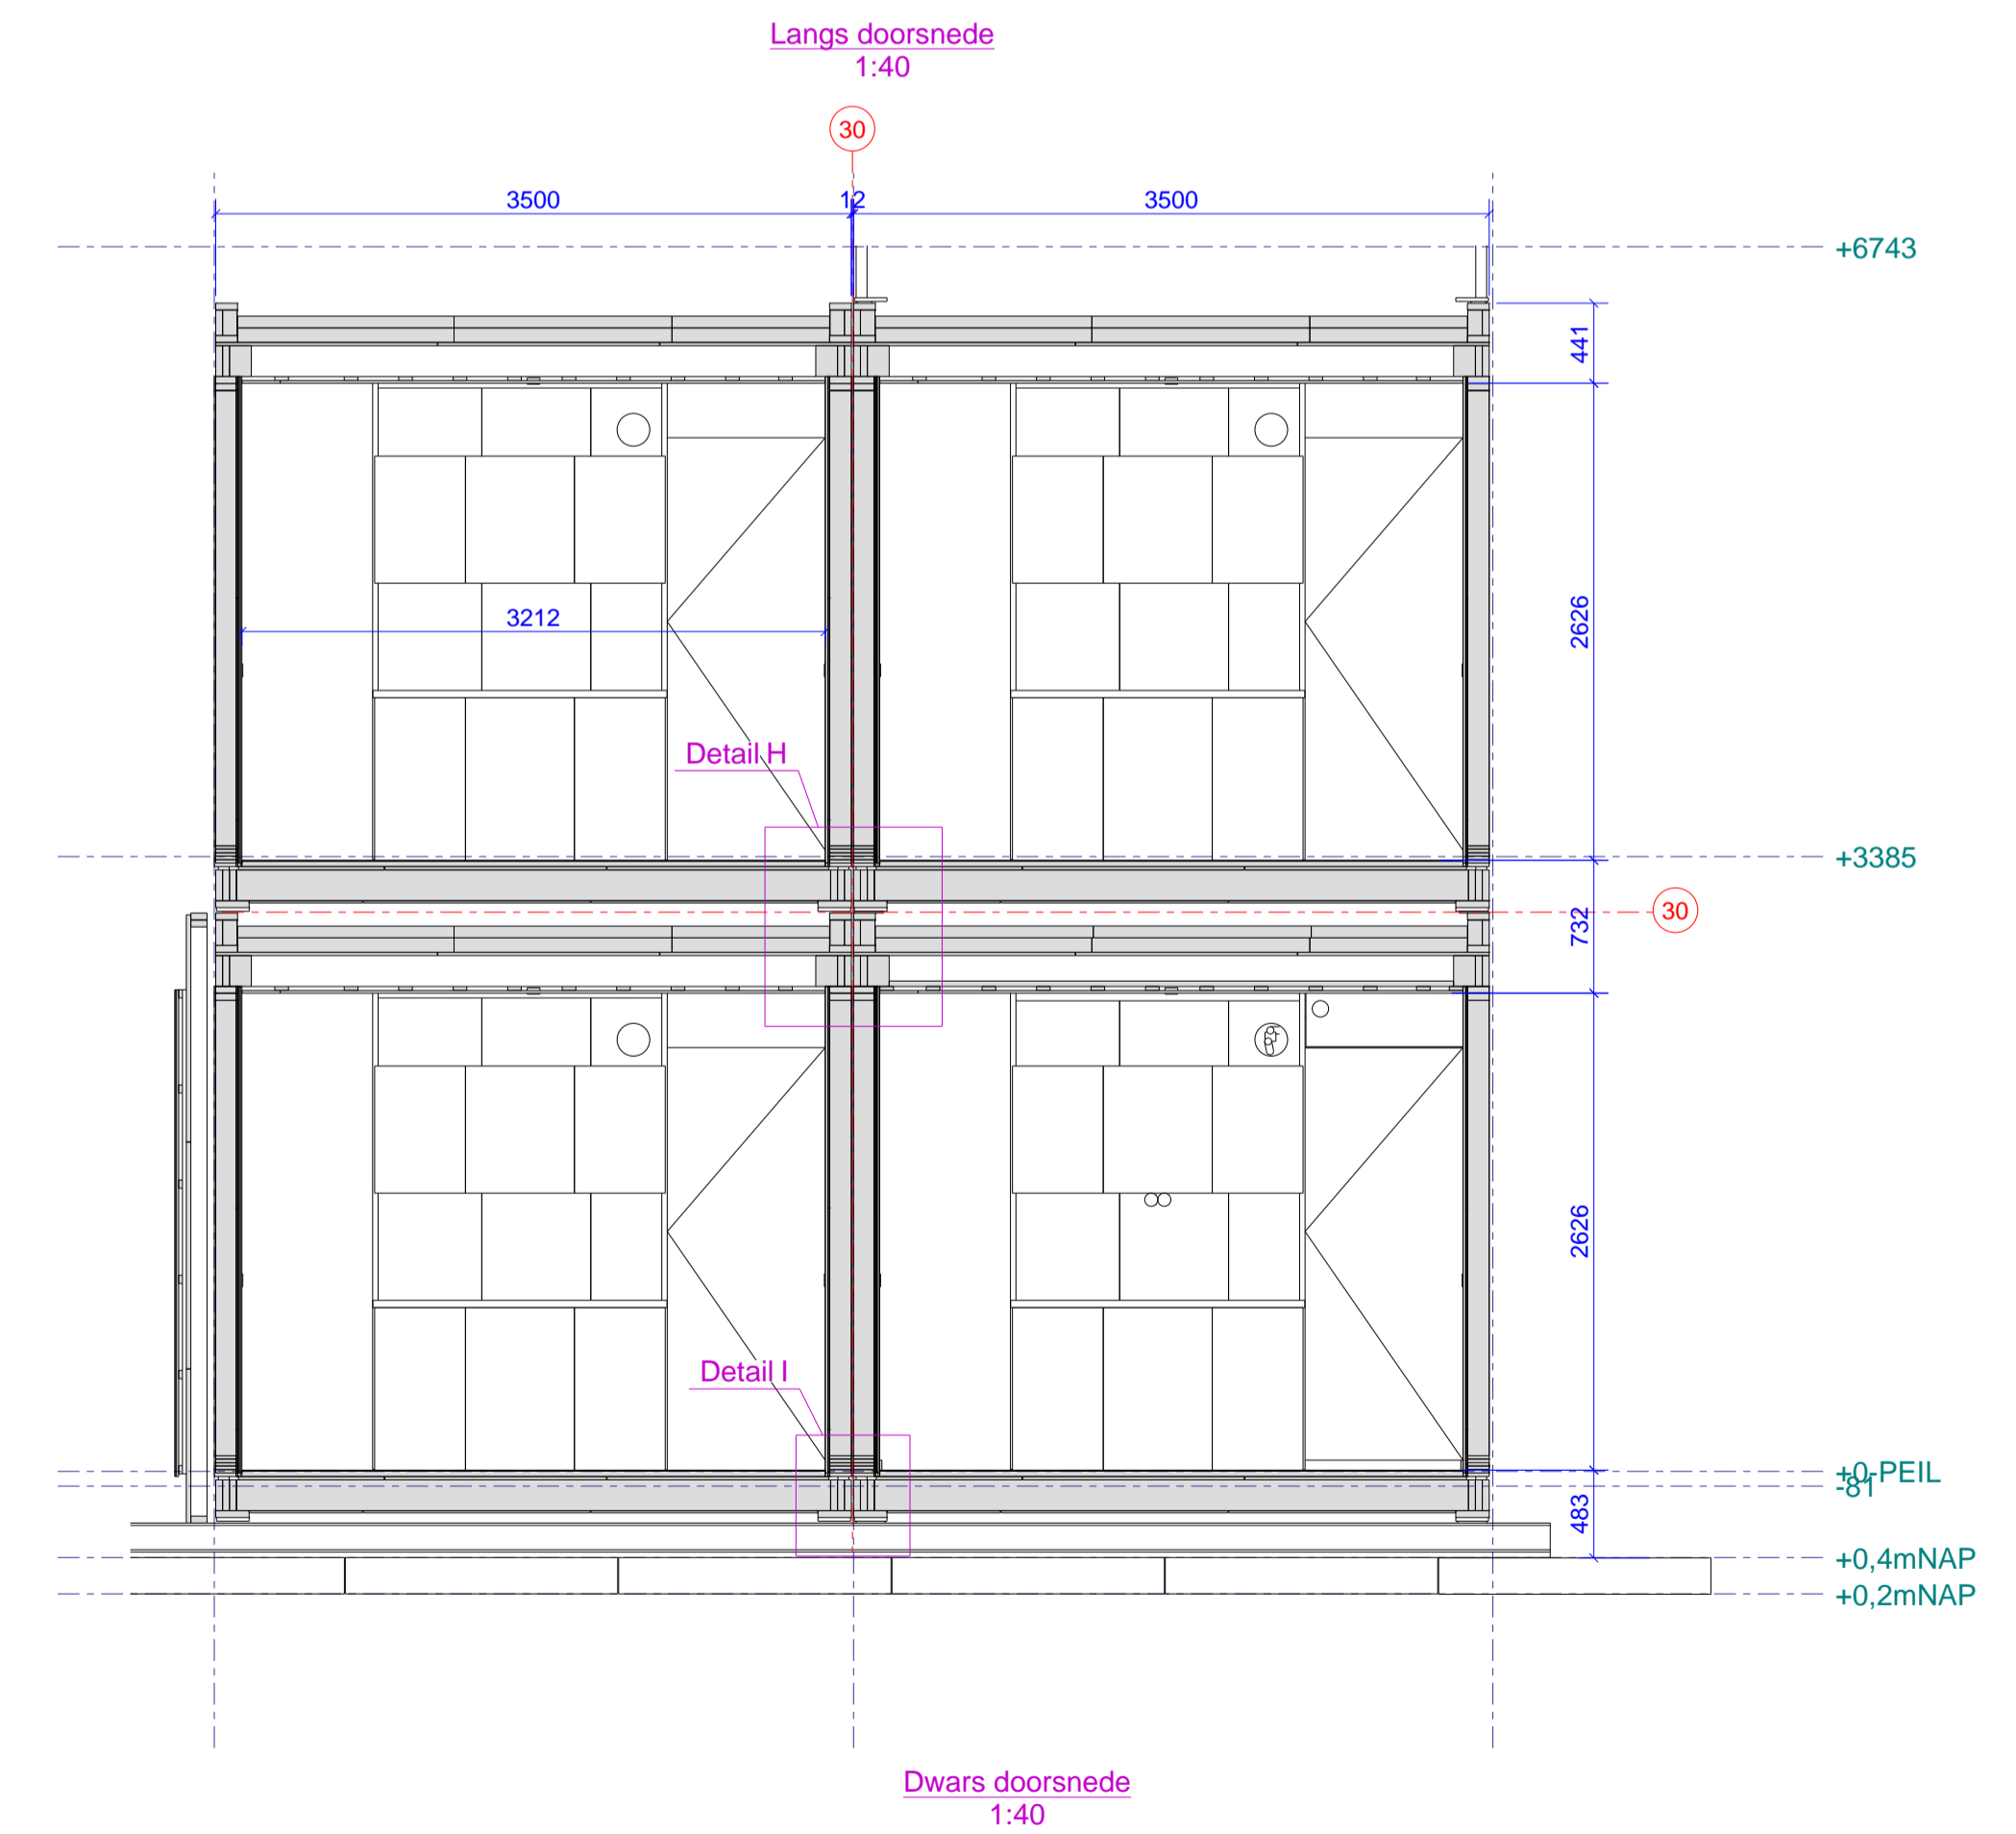 Langs doorsnede
1:40
30
3500
12
3500
+6743
441
3212
2626
Detail H
+3385
30
732
2626
Detail I
+0-PEIL
-81
483
+0,4mNAP
+0,2mNAP
Dwars doorsnede
1:40